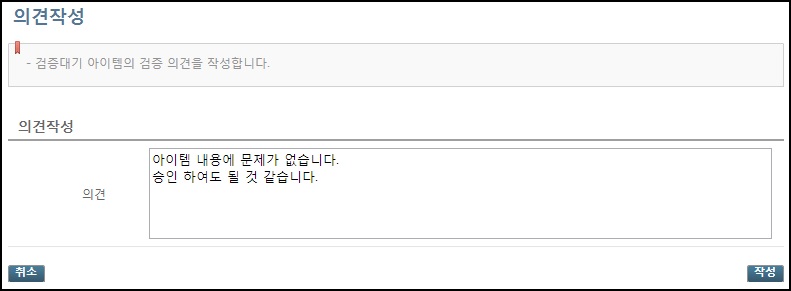 의견작성
- 검증대기 아이템의 검증 의견을 작성합니다.
의견작성
의견
아이템 내용에 문제가 없습니다.
승인 하여도 될 것 같습니다.
취소
작성